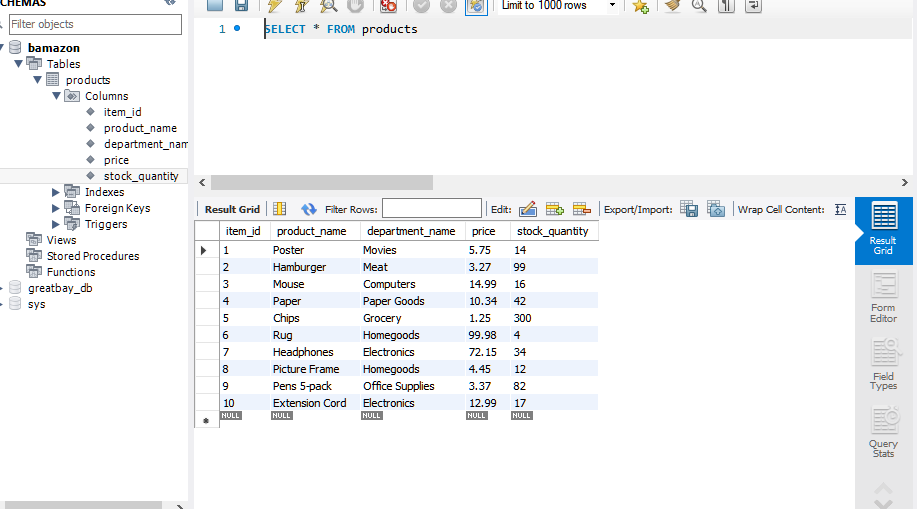 CHEMAS
Filter objects
bamazon
Tables
products
Columns
item_id
product_name
department_nam
price
stock_quantity
Indexes
Foreign Keys
Triggers
Views
Stored Procedures
Functions
greatbay_db
sys
Limit to 1000 rows
1 SELECT * FROM products
Result Grid Filter Rows: Edit: Export/Import: Wrap Cell Content: IA
item_id product_name department_name price stock_quantity
1 Poster Movies 5.75 14
2 Hamburger Meat 3.27 99
3 Mouse Computers 14.99 16
4 Paper Paper Goods 10.34 42
5 Chips Grocery 1.25 300
6 Rug Homegoods 99.98 4
7 Headphones Electronics 72.15 34
8 Picture Frame Homegoods 4.45 12
9 Pens 5-pack Office Supplies 3.37 82
10 Extension Cord Electronics 12.99 17
NULL NULL NULL NULL NULL
Result
Grid
Form
Editor
Field
Types
Query
Stats